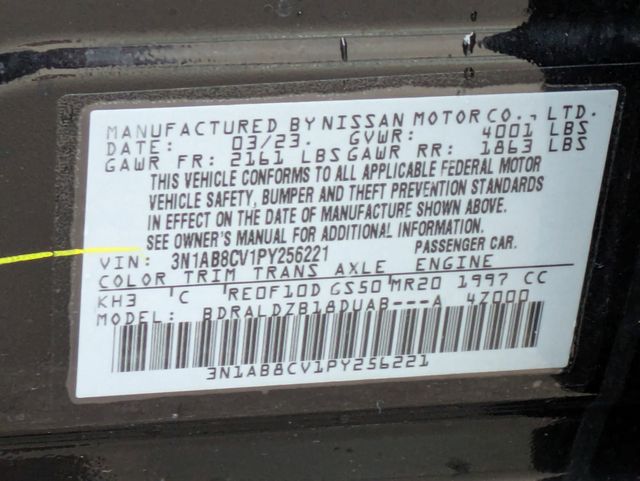 MANUFACTURED BY NISSAN MOTOR CO., LTD.
DATE: 03/23. GVWR: 4001 LBS
GAWR FR: 2161 LBS GAWR RR: 1863 LBS
THIS VEHICLE CONFORMS TO ALL APPLICABLE FEDERAL MOTOR
VEHICLE SAFETY, BUMPER AND THEFT PREVENTION STANDARDS
IN EFFECT ON THE DATE OF MANUFACTURE SHOWN ABOVE.
SEE OWNER'S MANUAL FOR ADDITIONAL INFORMATION.
VIN: 3N1AB8CV1PY256221 PASSENGER CAR.
COLOR TRIM TRANS AXLE ENGINE
KH3 C RE0F10D GS50 MR20 1997 CC
MODEL: BDRALDZB18DUAB---A 4Z000
3N1AB8CV1PY256221